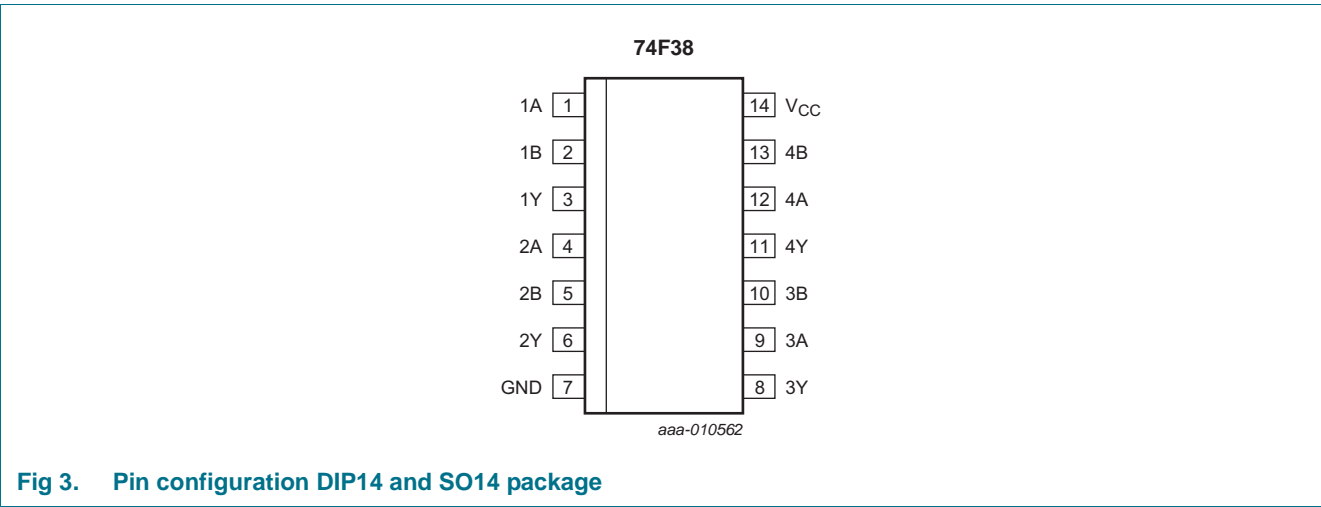 74F38
1A 1 14 VCC
1B 2 13 4B
1Y 3 12 4A
2A 4 11 4Y
2B 5 10 3B
2Y 6 9 3A
GND 7 8 3Y
aaa-010562
Fig 3. Pin configuration DIP14 and SO14 package